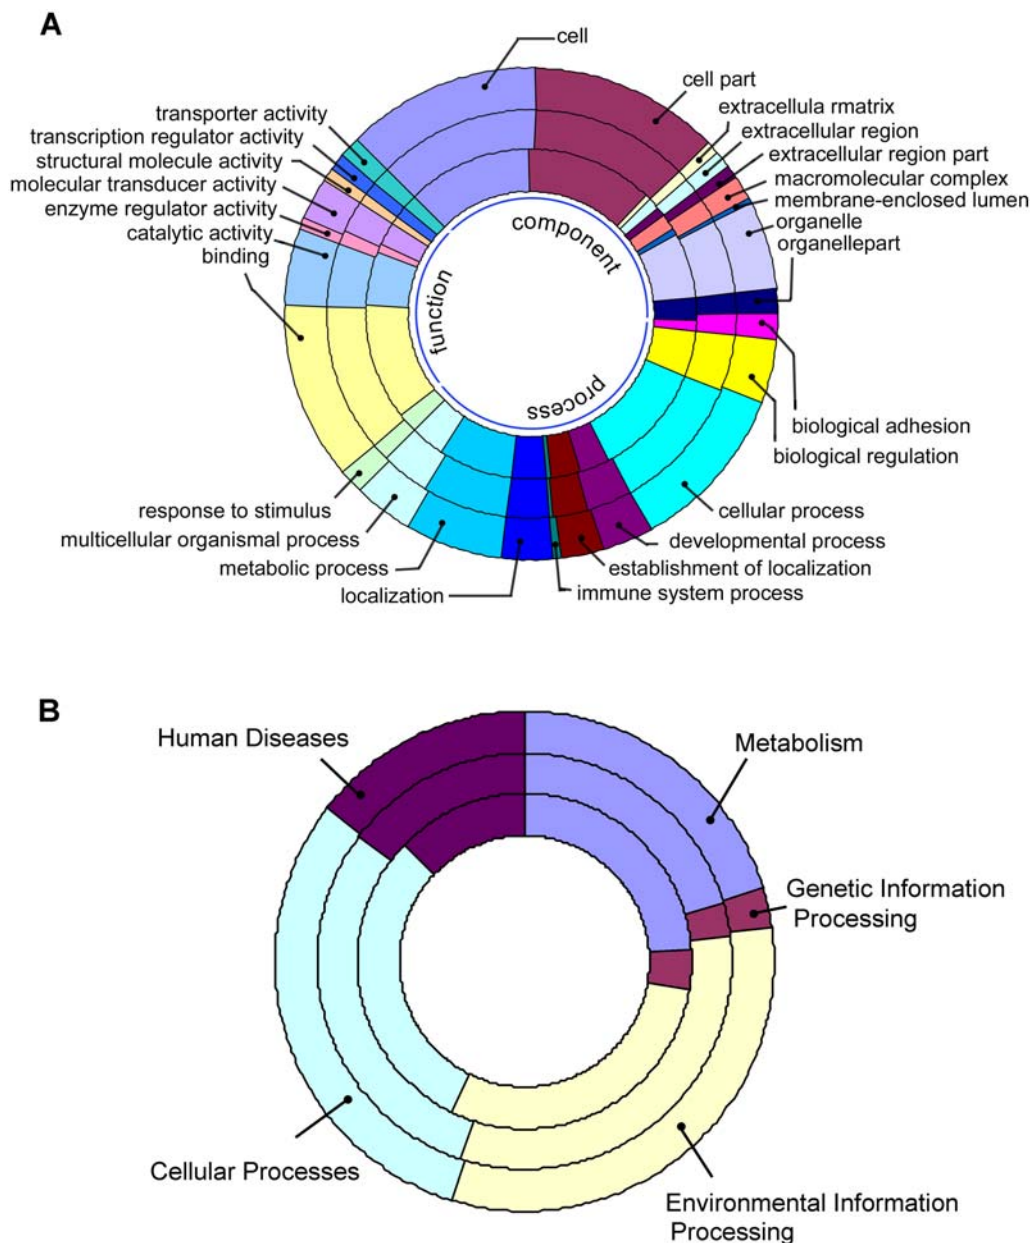 A
cell
cell part
extracellula rmatrix
extracellular region
extracellular region part
macromolecular complex
membrane-enclosed lumen
organelle
organellepart
transporter activity
transcription regulator activity
structural molecule activity
molecular transducer activity
enzyme regulator activity
catalytic activity
binding
component
function
process
biological adhesion
biological regulation
cellular process
developmental process
establishment of localization
immune system process
response to stimulus
multicellular organismal process
metabolic process
localization
B
Human Diseases
Metabolism
Genetic Information
Processing
Cellular Processes
Environmental Information
Processing